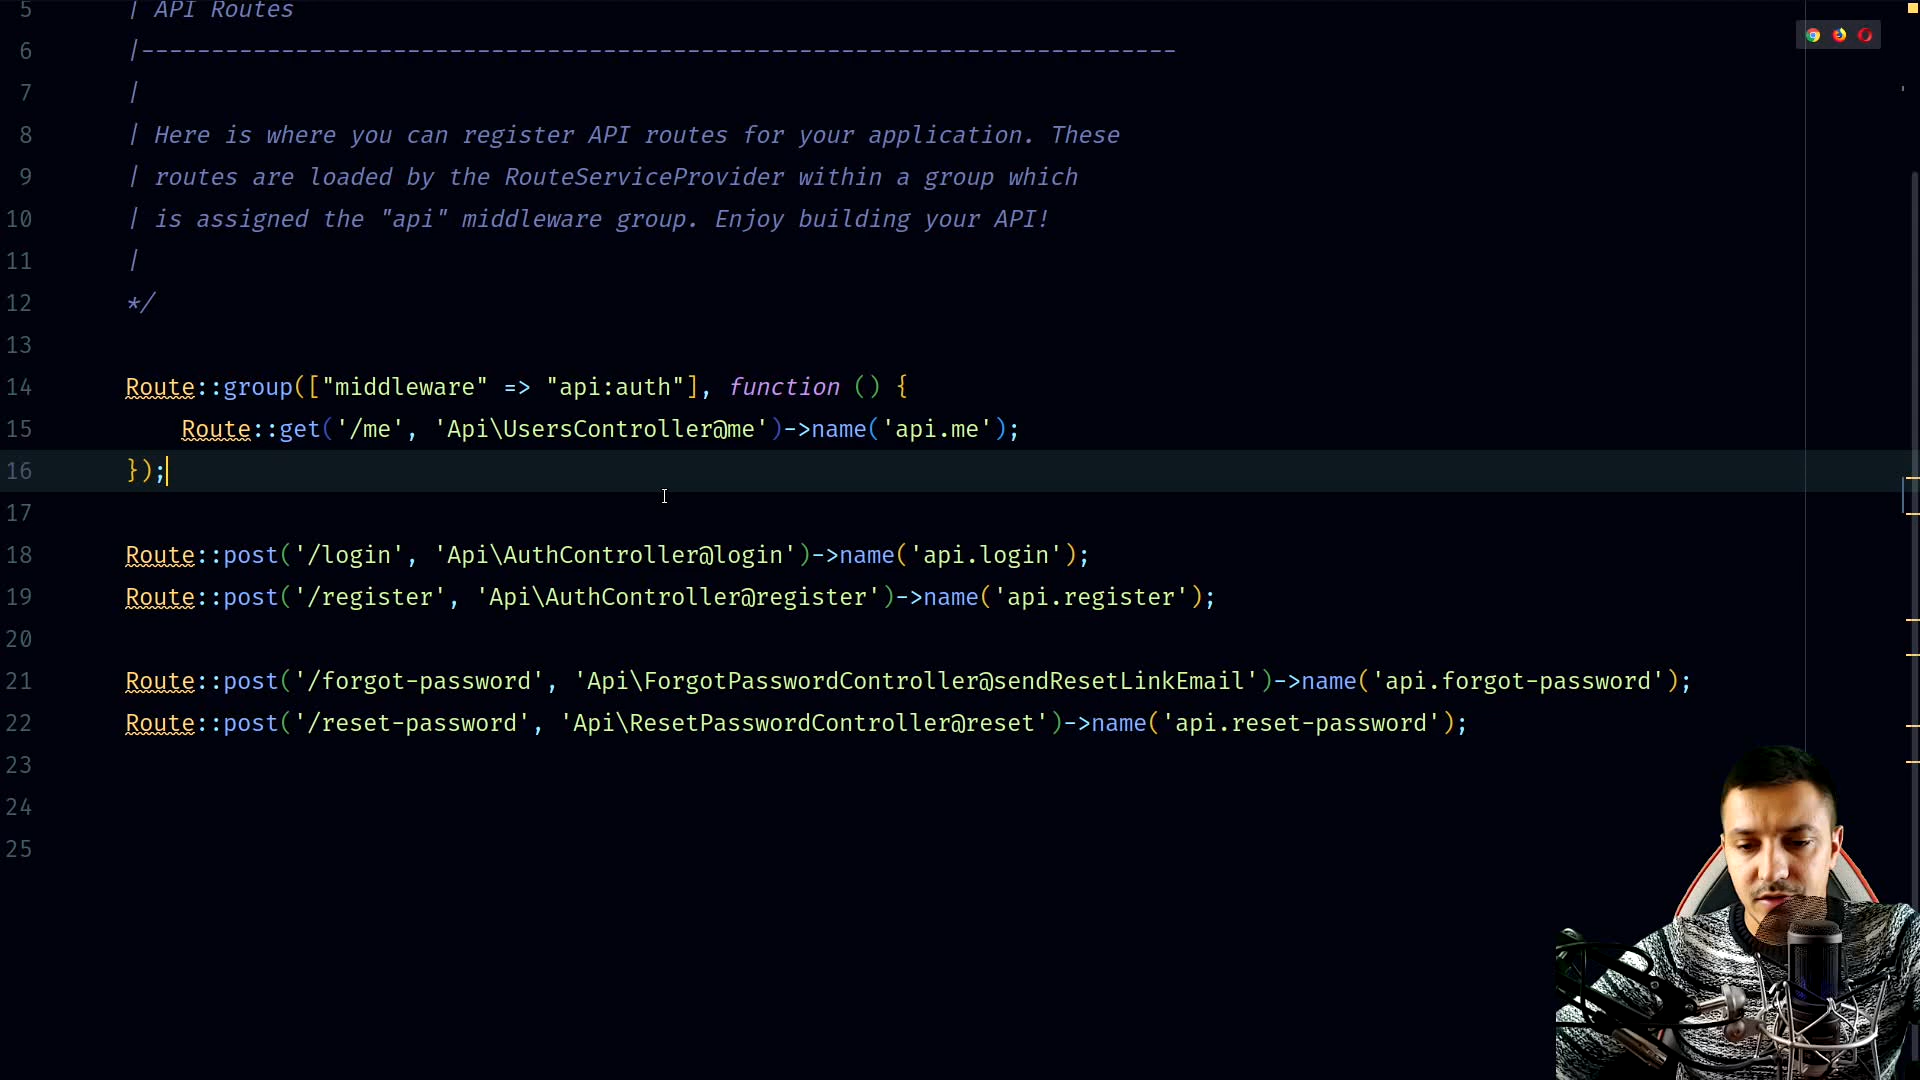 5 | API Routes
6 |--------------------------------------------------------------------------
7 |
8 | Here is where you can register API routes for your application. These
9 | routes are loaded by the RouteServiceProvider within a group which
10 | is assigned the "api" middleware group. Enjoy building your API!
11 |
12 */
13
14 Route::group(["middleware" => "api:auth"], function () {
15     Route::get('/me', 'Api\UsersController@me')->name('api.me');
16 });
17
18 Route::post('/login', 'Api\AuthController@login')->name('api.login');
19 Route::post('/register', 'Api\AuthController@register')->name('api.register');
20
21 Route::post('/forgot-password', 'Api\ForgotPasswordController@sendResetLinkEmail')->name('api.forgot-password');
22 Route::post('/reset-password', 'Api\ResetPasswordController@reset')->name('api.reset-password');
23
24
25